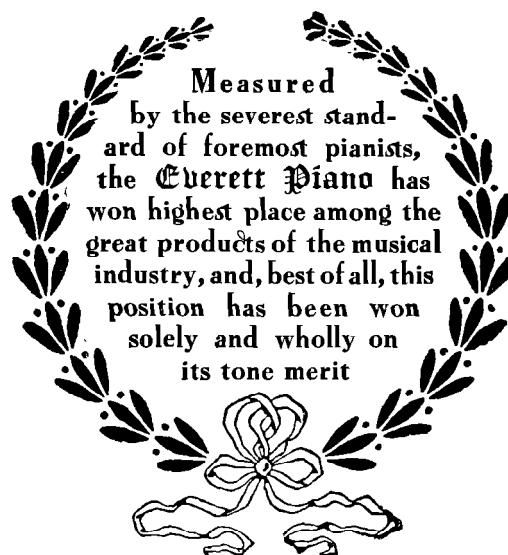 Measured
by the severest stand-
ard of foremost pianists,
the Everett Piano has
won highest place among the
great products of the musical
industry, and, best of all, this
position has been won
solely and wholly on
its tone merit